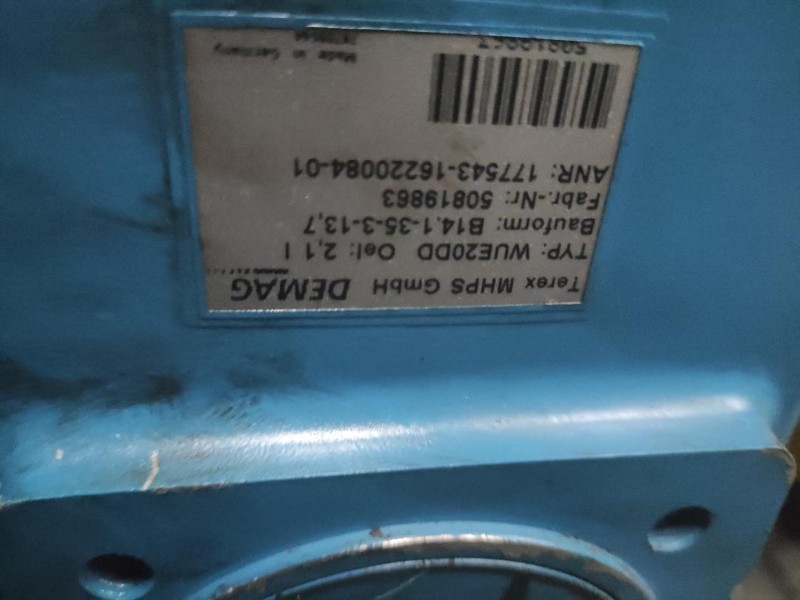 Terex MHPS GmbH DEMAG
TYP: WUE20DD Oel: 2,1 l
Bauform: B14.1-35-3-13,7
Fabr.-Nr: 50819863
ANR: 177543-16220084-01
Made in Germany